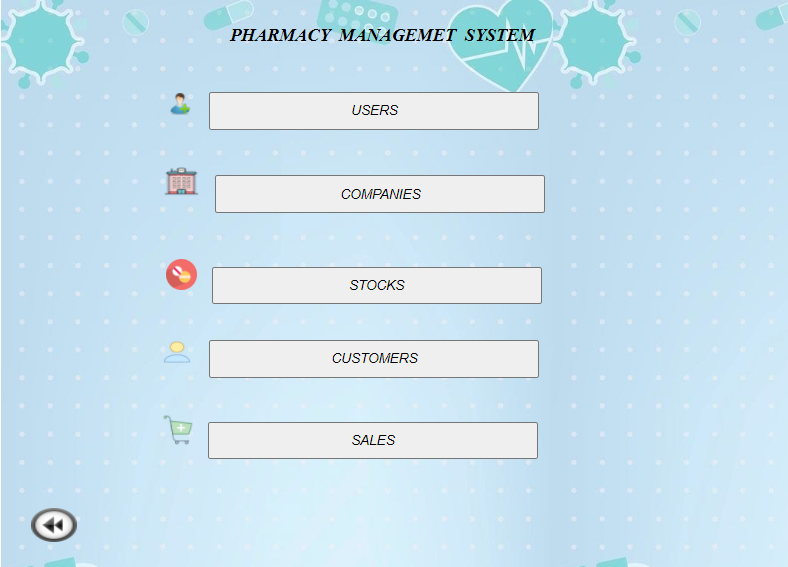 PHARMACY MANAGEMET SYSTEM
USERS
COMPANIES
STOCKS
CUSTOMERS
SALES